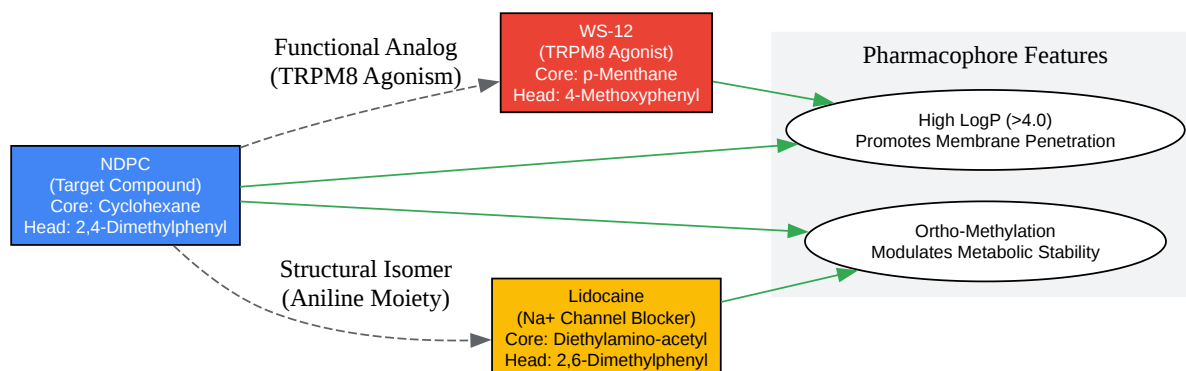 NDPC
(Target Compound)
Core: Cyclohexane
Head: 2,4-Dimethylphenyl
Functional Analog
(TRPM8 Agonism)
WS-12
(TRPM8 Agonist)
Core: p-Menthane
Head: 4-Methoxyphenyl
Structural Isomer
(Aniline Moiety)
Lidocaine
(Na+ Channel Blocker)
Core: Diethylamino-acetyl
Head: 2,6-Dimethylphenyl
Pharmacophore Features
High LogP (>4.0)
Promotes Membrane Penetration
Ortho-Methylation
Modulates Metabolic Stability